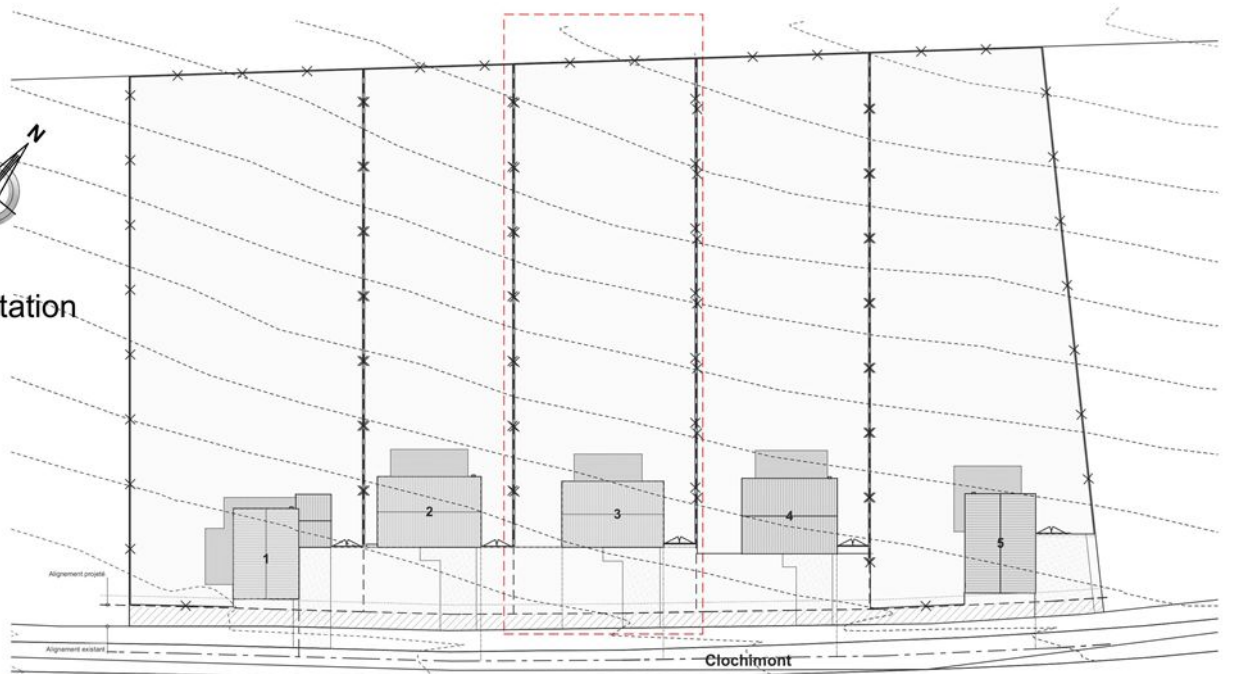 N
tation
2
3
4
1
5
Alignement projeté
Alignement existant
Clochimont